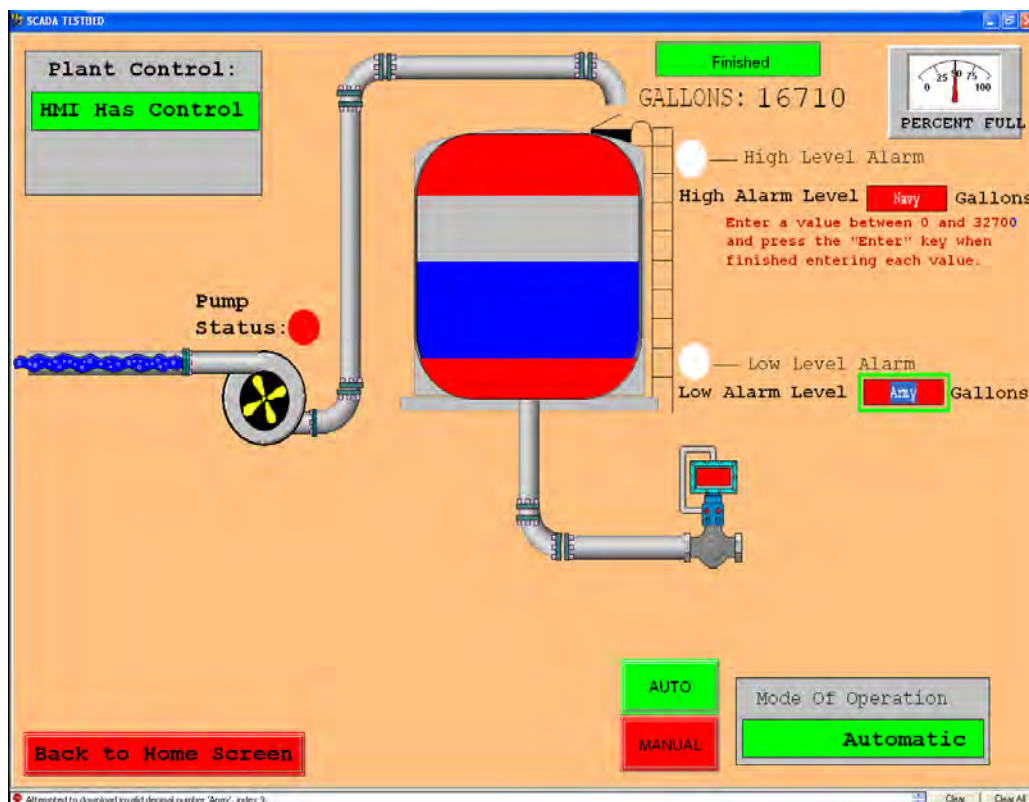 SCADA TESTBED
Plant Control:
HMI Has Control
Finished
GALLONS: 16710
0 25 50 75 100
PERCENT FULL
High Level Alarm
High Alarm Level Navy Gallons
Enter a value between 0 and 32700
and press the "Enter" key when
finished entering each value.
Pump
Status:
Low Level Alarm
Low Alarm Level Army Gallons
AUTO
MANUAL
Mode Of Operation
Automatic
Back to Home Screen
Attempted to download invalid decimal number 'Army', index 9.
Clear
Clear All